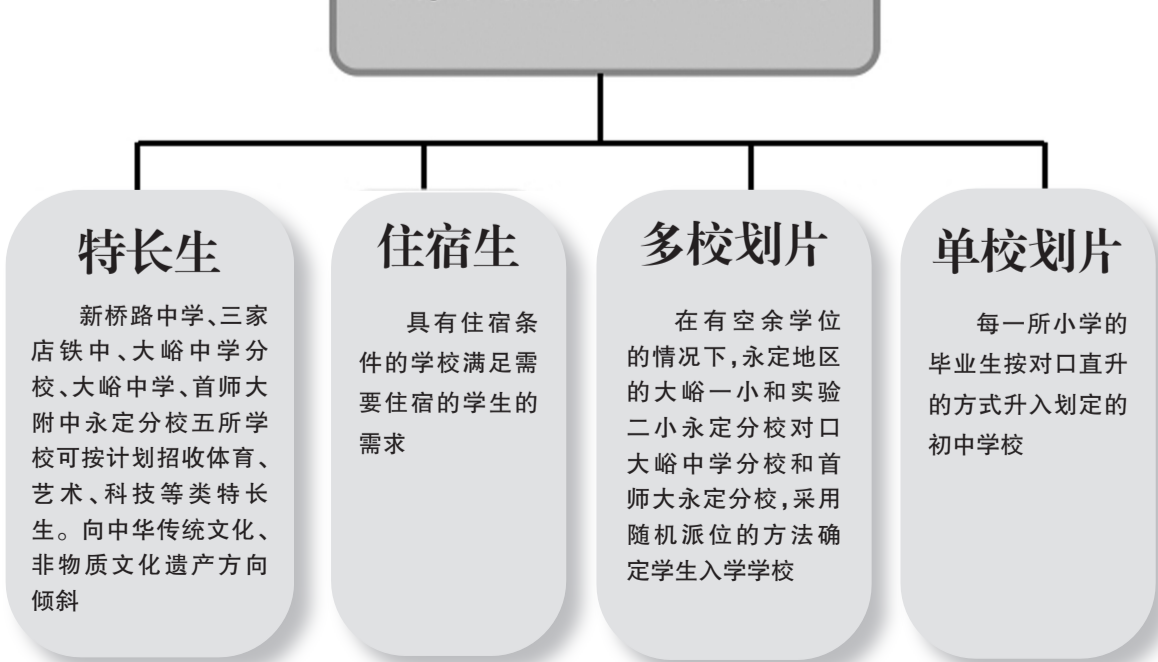 特长生
新桥路中学、三家
店铁中、大峪中学分
校、大峪中学、首师大
附中永定分校五所学
校可按计划招收体育、
艺术、科技等类特长
生。向中华传统文化、
非物质文化遗产方向
倾斜
住宿生
具有住宿条
件的学校满足需
要住宿的学生的
需求
多校划片
在有空余学位
的情况下,永定地区
的大峪一小和实验
二小永定分校对口
大峪中学分校和首
师大永定分校,采用
随机派位的方法确
定学生入学学校
单校划片
每一所小学的
毕业生按对口直升
的方式升入划定的
初中学校